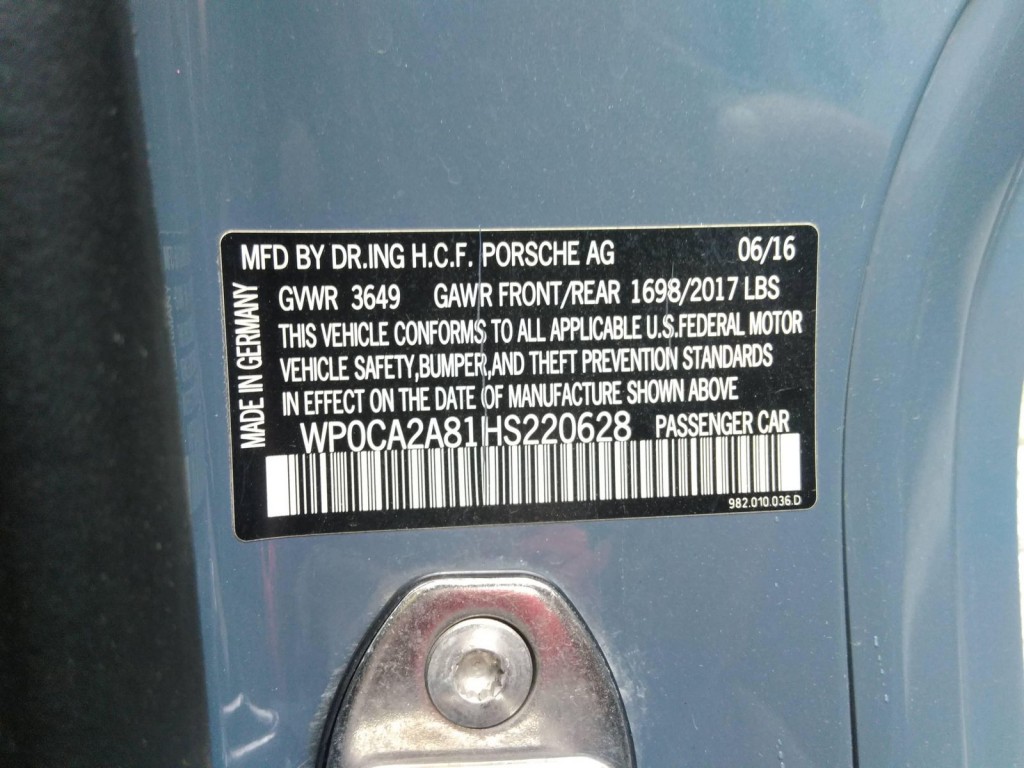 MFD BY DR.ING H.C.F. PORSCHE AG 06/16
GVWR 3649 GAWR FRONT/REAR 1698/2017 LBS
THIS VEHICLE CONFORMS TO ALL APPLICABLE U.S.FEDERAL MOTOR
VEHICLE SAFETY,BUMPER,AND THEFT PREVENTION STANDARDS
IN EFFECT ON THE DATE OF MANUFACTURE SHOWN ABOVE
WP0CA2A81HS220628 PASSENGER CAR
982.010.036.D
MADE IN GERMANY